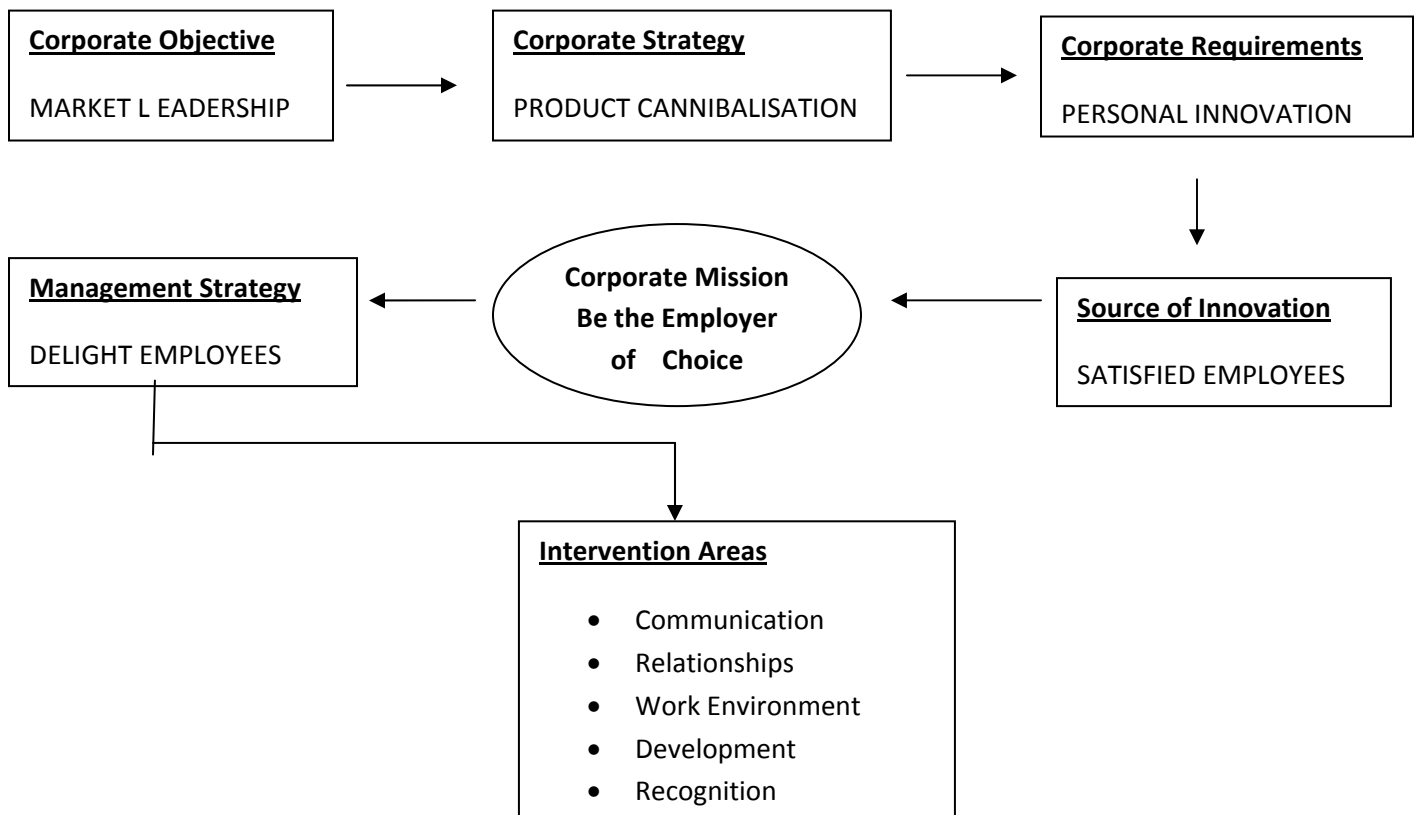 Corporate Objective
MARKET L EADERSHIP
Corporate Strategy
PRODUCT CANNIBALISATION
Corporate Requirements
PERSONAL INNOVATION
Source of Innovation
SATISFIED EMPLOYEES
Corporate Mission
Be the Employer
of Choice
Management Strategy
DELIGHT EMPLOYEES
Intervention Areas
• Communication
• Relationships
• Work Environment
• Development
• Recognition